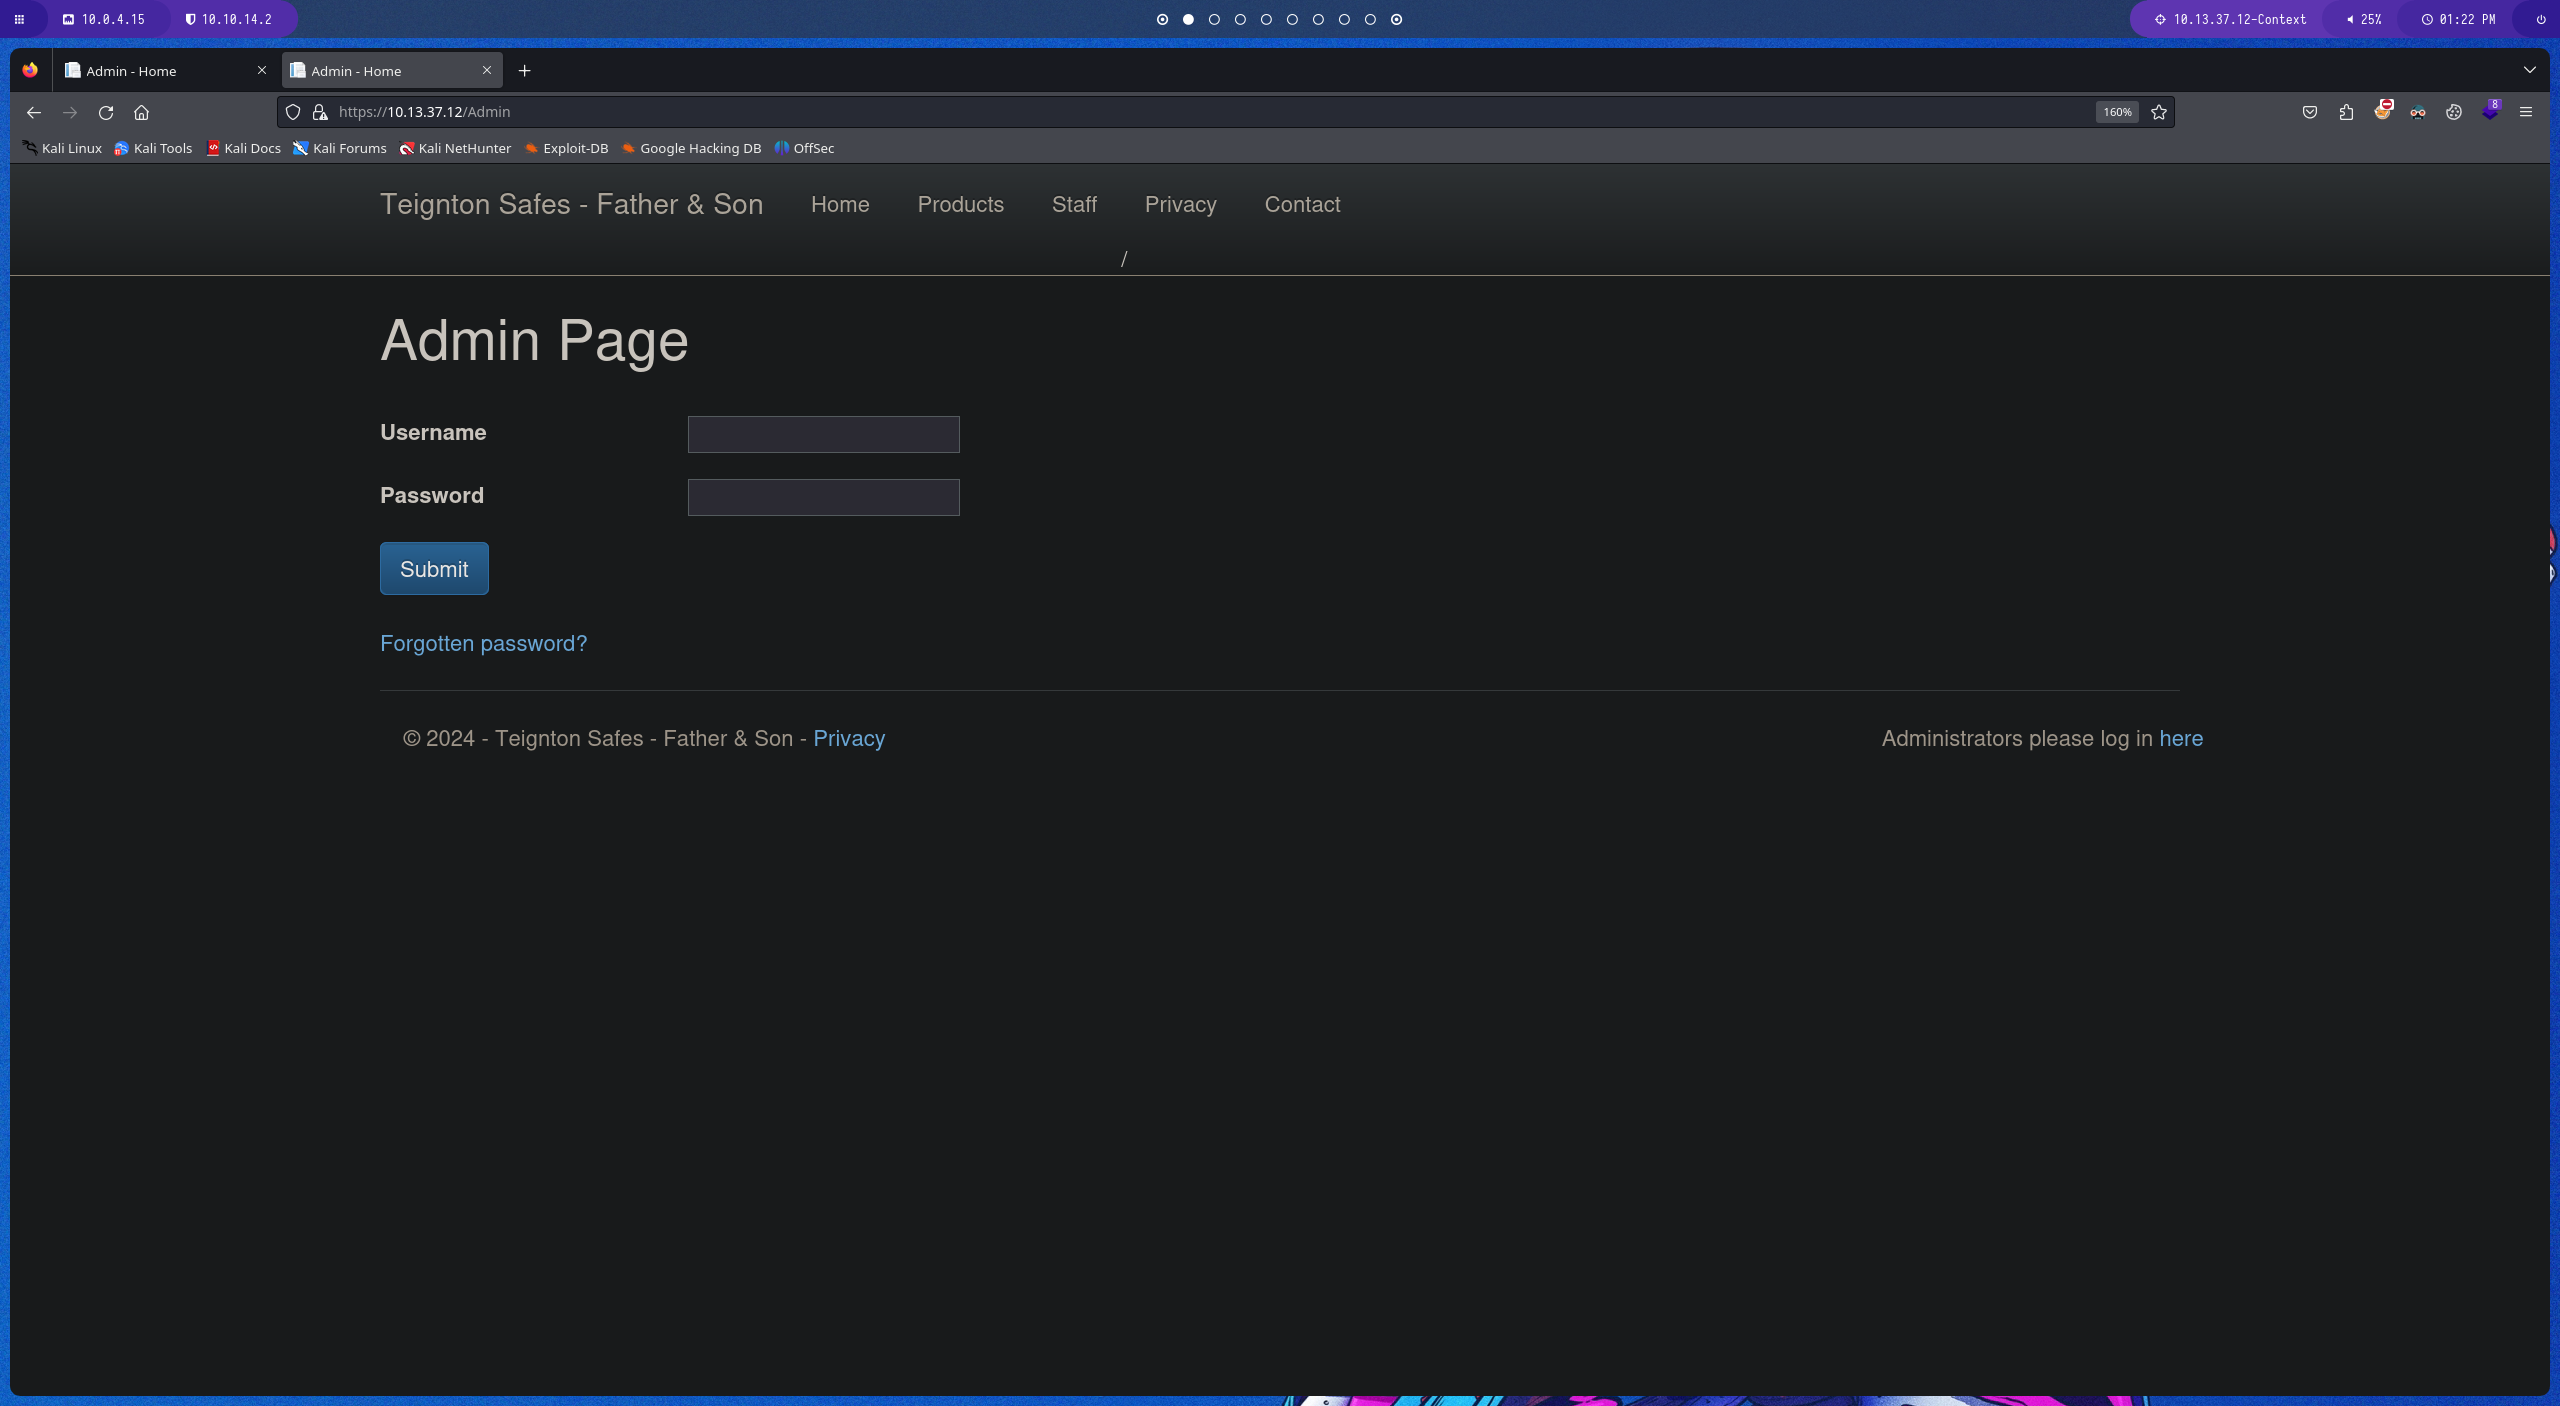 10.0.4.15 10.10.14.2 10.13.37.12-Context 25% 01:22 PM
Admin - Home Admin - Home
https://10.13.37.12/Admin 160% 8
Kali Linux Kali Tools Kali Docs Kali Forums Kali NetHunter Exploit-DB Google Hacking DB OffSec
Teignton Safes - Father & Son Home Products Staff Privacy Contact
/
Admin Page
Username
Password
Submit
Forgotten password?
© 2024 - Teignton Safes - Father & Son - Privacy Administrators please log in here